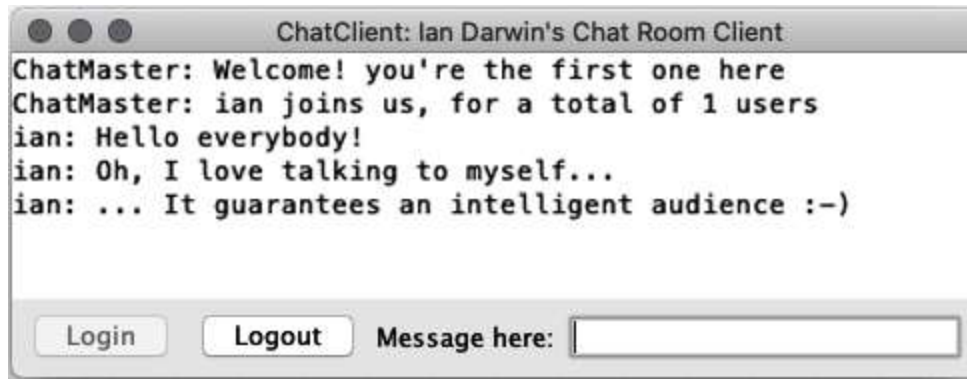 ChatClient: Ian Darwin's Chat Room Client
ChatMaster: Welcome! you're the first one here
ChatMaster: ian joins us, for a total of 1 users
ian: Hello everybody!
ian: Oh, I love talking to myself...
ian: ... It guarantees an intelligent audience :-)
Login Logout Message here: